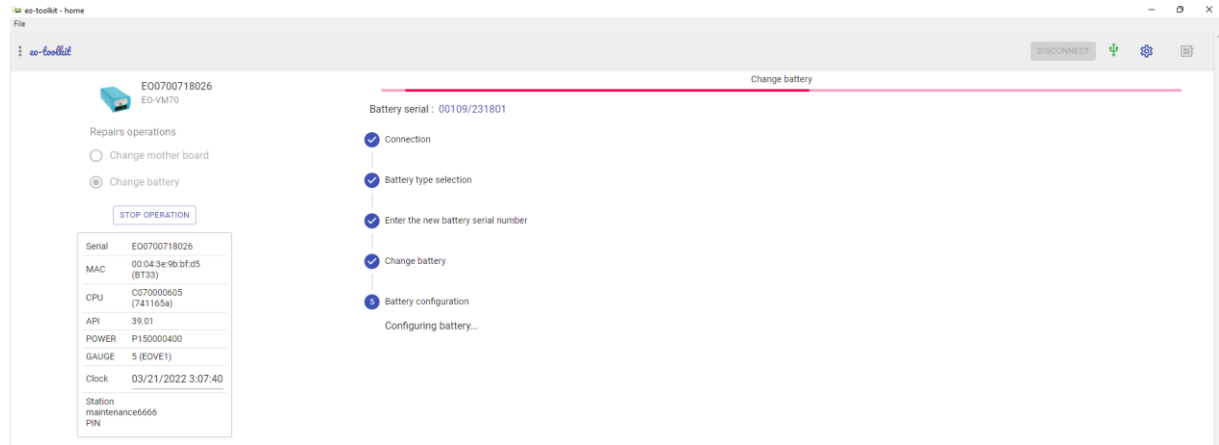 eo-toolkit - home
File
eo-toolkit
DISCONNECT
EO0700718026
EO-VM70
Repairs operations
Change mother board
Change battery
STOP OPERATION
Serial EO0700718026
MAC 00:04:3e:9b:bf:d5
(BT33)
CPU C070000605
(741165a)
API 39.01
POWER P150000400
GAUGE 5 (EOVE1)
Clock 03/21/2022 3:07:40
Station
maintenance6666
PIN
Change battery
Battery serial : 00109/231801
Connection
Battery type selection
Enter the new battery serial number
Change battery
5 Battery configuration
Configuring battery...